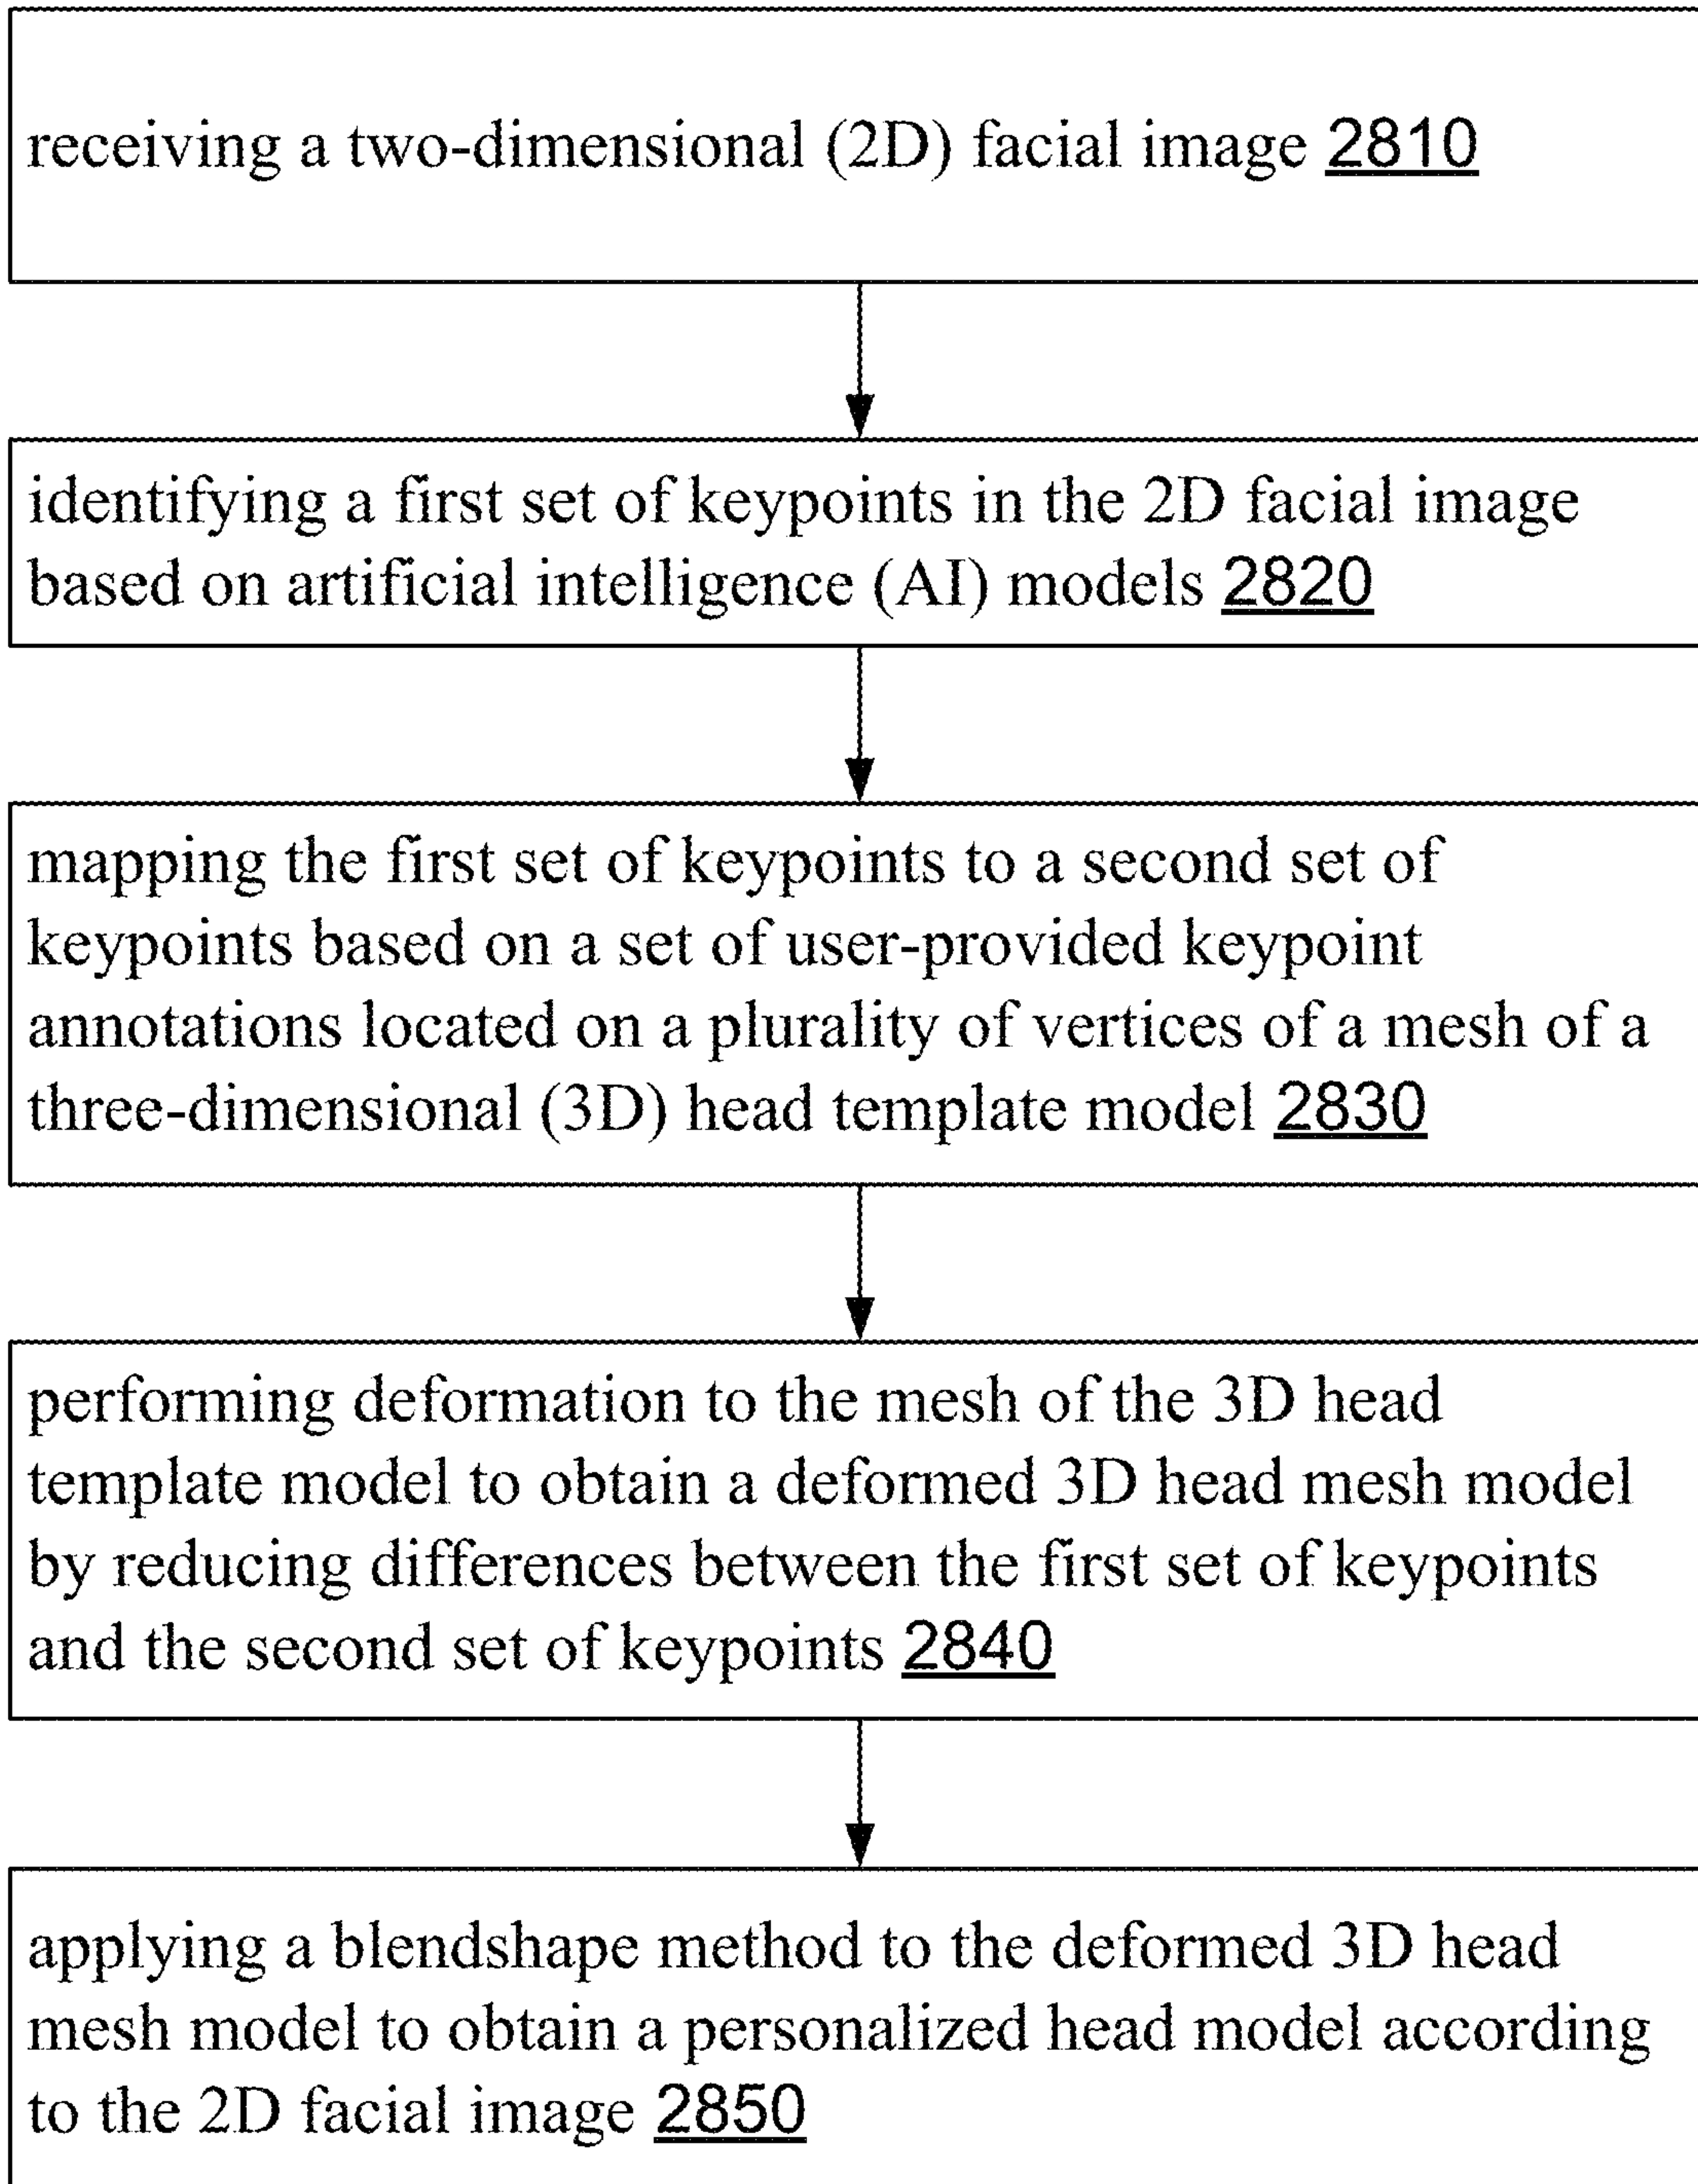 receiving a two-dimensional (2D) facial image 2810
identifying a first set of keypoints in the 2D facial image
based on artificial intelligence (AI) models 2820
mapping the first set of keypoints to a second set of
keypoints based on a set of user-provided keypoint
annotations located on a plurality of vertices of a mesh of a
three-dimensional (3D) head template model 2830
performing deformation to the mesh of the 3D head
template model to obtain a deformed 3D head mesh model
by reducing differences between the first set of keypoints
and the second set of keypoints 2840
applying a blendshape method to the deformed 3D head
mesh model to obtain a personalized head model according
to the 2D facial image 2850